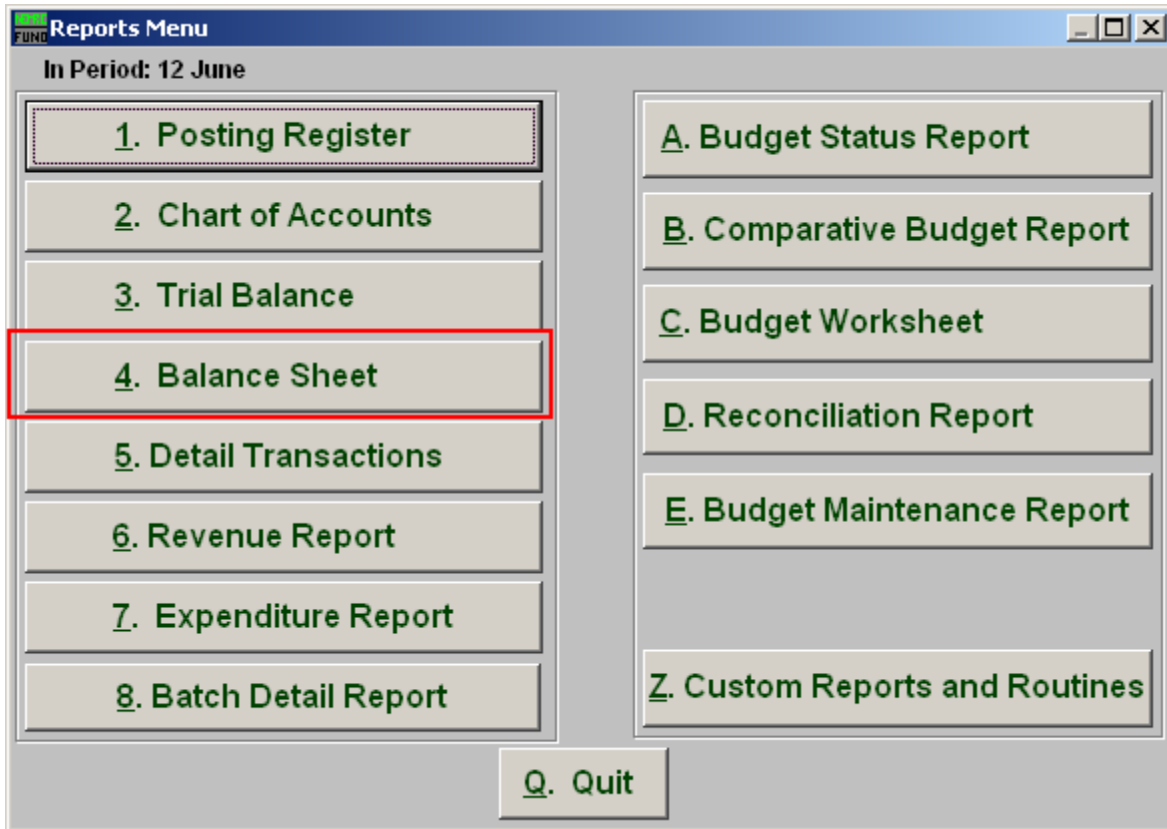 FUND Reports Menu
In Period: 12 June
1. Posting Register
2. Chart of Accounts
3. Trial Balance
4. Balance Sheet
5. Detail Transactions
6. Revenue Report
7. Expenditure Report
8. Batch Detail Report
A. Budget Status Report
B. Comparative Budget Report
C. Budget Worksheet
D. Reconciliation Report
E. Budget Maintenance Report
Z. Custom Reports and Routines
Q. Quit